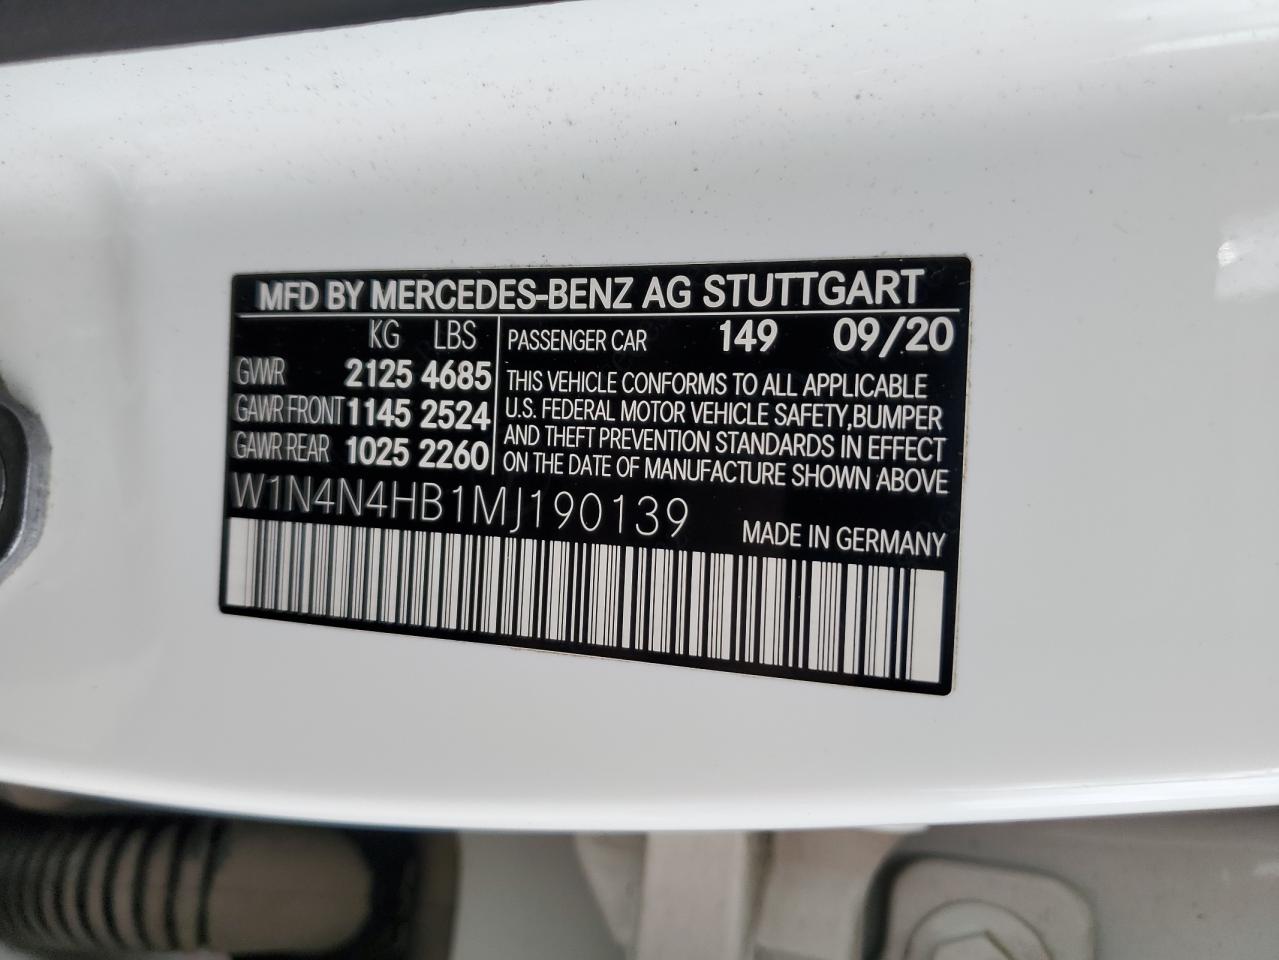 MFD BY MERCEDES-BENZ AG STUTTGART
KG LBS
GVWR 2125 4685
GAWR FRONT 1145 2524
GAWR REAR 1025 2260
PASSENGER CAR 149 09/20
THIS VEHICLE CONFORMS TO ALL APPLICABLE
U.S. FEDERAL MOTOR VEHICLE SAFETY,BUMPER
AND THEFT PREVENTION STANDARDS IN EFFECT
ON THE DATE OF MANUFACTURE SHOWN ABOVE
W1N4N4HB1MJ190139
MADE IN GERMANY